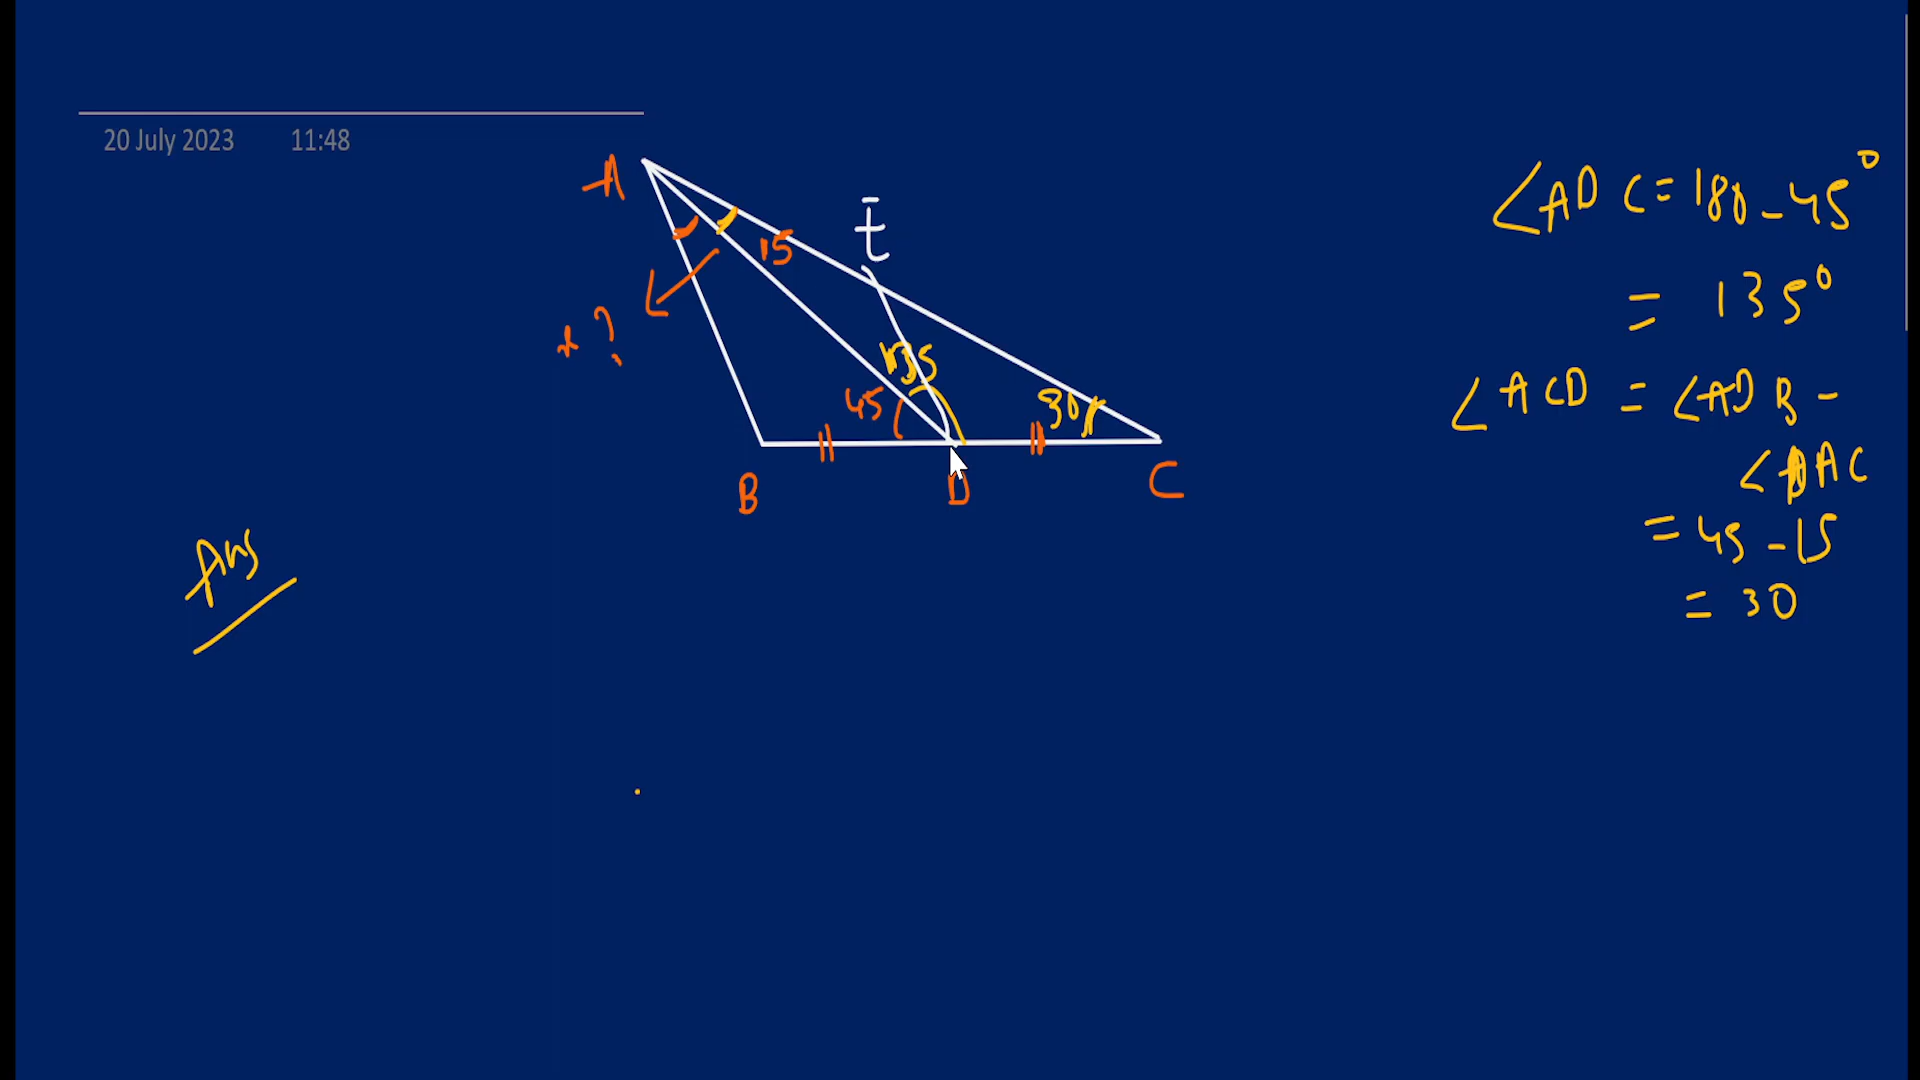 20 July 2023 11:48
A
E
15
x ?
135
45
30
B
D
C
∠ADC = 180 - 45°
= 135°
∠ACD = ∠ADB -
∠DAC
= 45 - 15
= 30
Ans